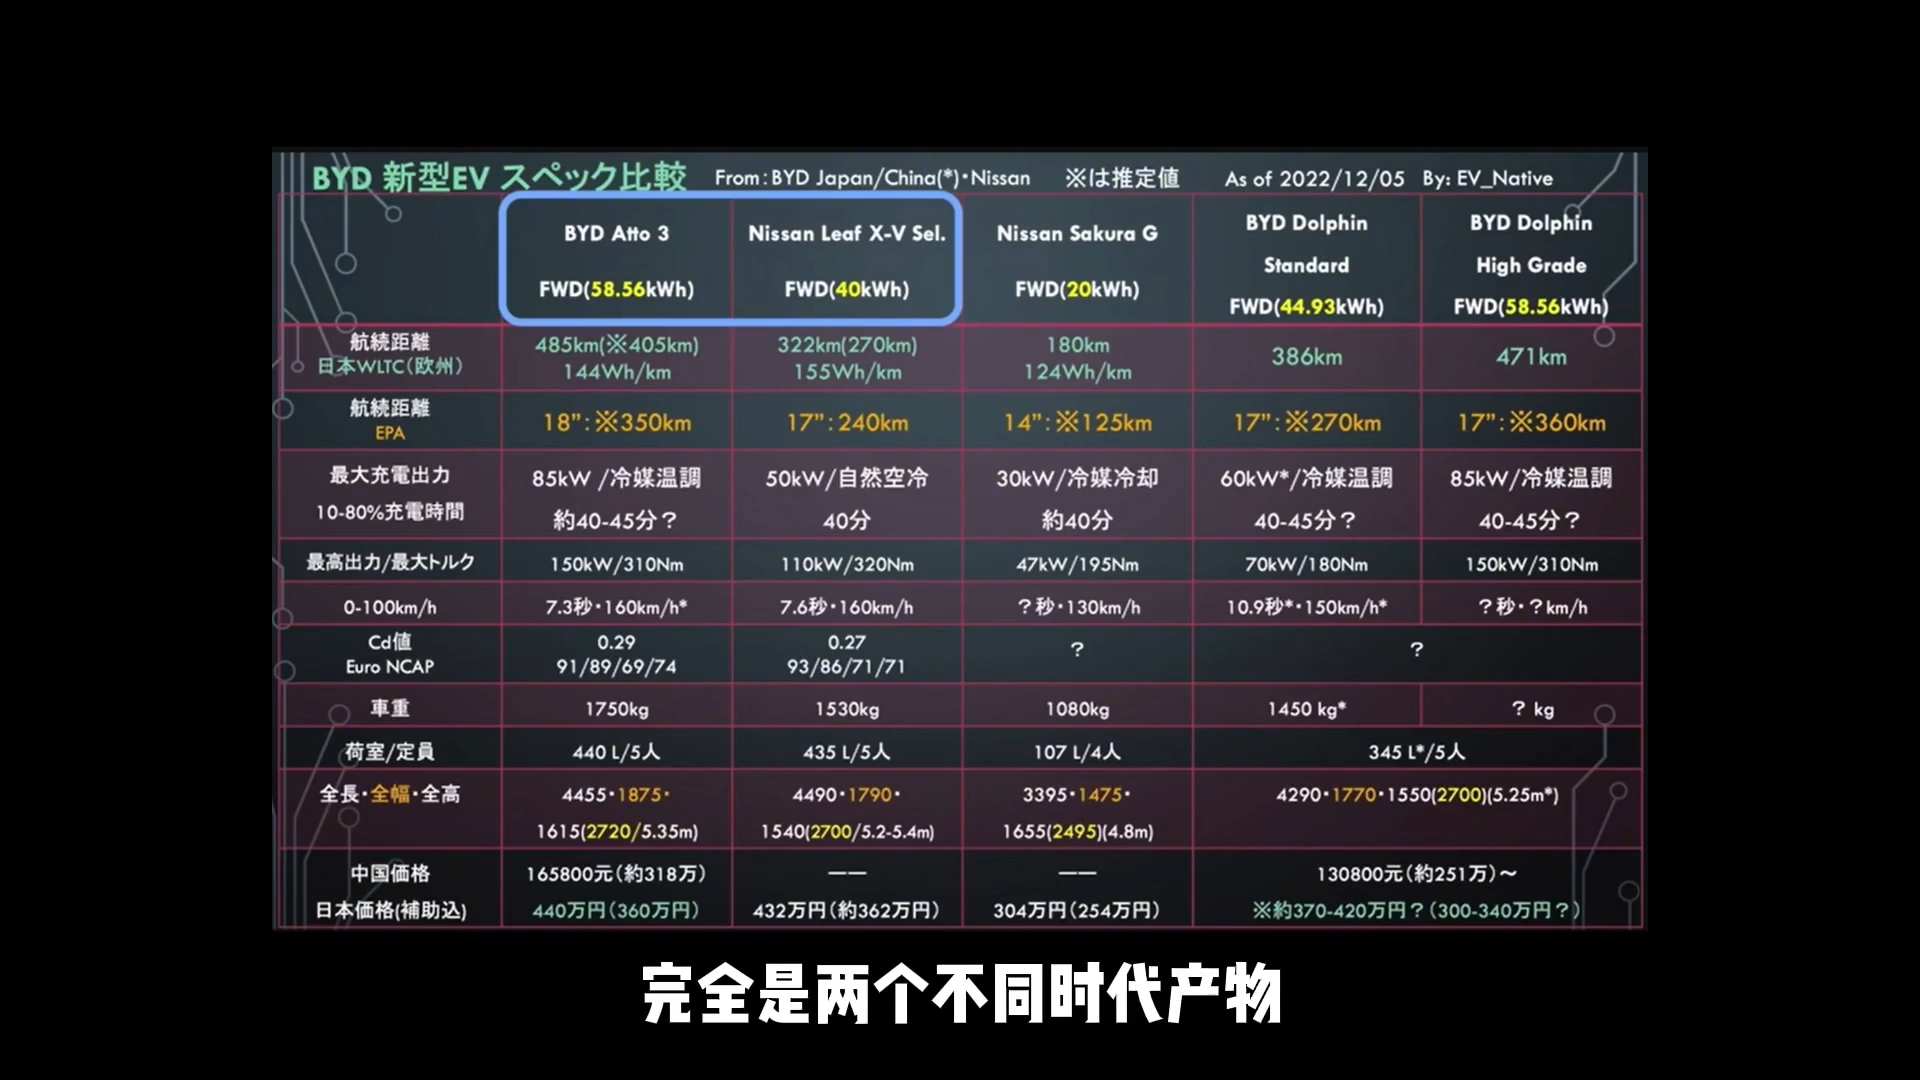 BYD 新型EV スペック比較 From：BYD Japan/China(*)・Nissan ※は推定値 As of 2022/12/05 By: EV_Native
BYD Atto 3 Nissan Leaf X-V Sel. Nissan Sakura G BYD Dolphin BYD Dolphin
Standard High Grade
FWD(58.56kWh) FWD(40kWh) FWD(20kWh) FWD(44.93kWh) FWD(58.56kWh)
航続距離 485km(※405km) 322km(270km) 180km 386km 471km
日本WLTC（欧州） 144Wh/km 155Wh/km 124Wh/km
航続距離 18”：※350km 17”：240km 14”：※125km 17”：※270km 17”：※360km
EPA
最大充電出力 85kW /冷媒温調 50kW/自然空冷 30kW/冷媒冷却 60kW*/冷媒温調 85kW/冷媒温調
10-80%充電時間 約40-45分？ 40分 約40分 40-45分？ 40-45分？
最高出力/最大トルク 150kW/310Nm 110kW/320Nm 47kW/195Nm 70kW/180Nm 150kW/310Nm
0-100km/h 7.3秒・160km/h* 7.6秒・160km/h ？秒・130km/h 10.9秒*・150km/h* ？秒・？km/h
Cd値 0.29 0.27 ？ ？
Euro NCAP 91/89/69/74 93/86/71/71
車重 1750kg 1530kg 1080kg 1450 kg* ？ kg
荷室/定員 440 L/5人 435 L/5人 107 L/4人 345 L*/5人
全長・全幅・全高 4455・1875・ 4490・1790・ 3395・1475・ 4290・1770・1550(2700)(5.25m*)
1615(2720/5.35m) 1540(2700/5.2-5.4m) 1655(2495)(4.8m)
中国価格 165800元（約318万） —— —— 130800元（約251万）～
日本価格(補助込) 440万円（360万円） 432万円（約362万円） 304万円（254万円） ※約370-420万円？（300-340万円？）
完全是两个不同时代产物